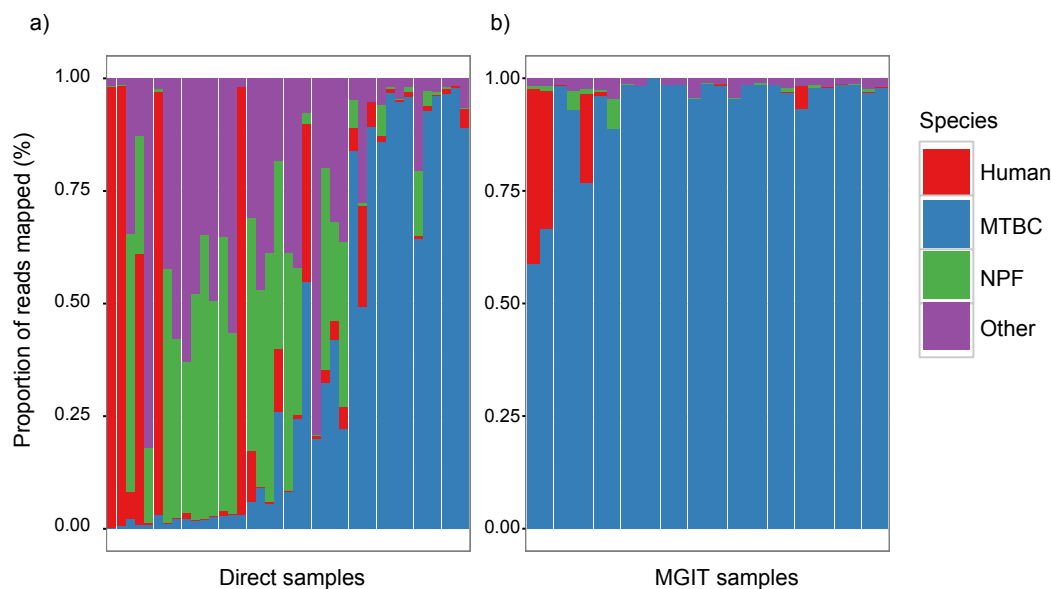 a)
b)
Proportion of reads mapped (%)
1.00
0.75
0.50
0.25
0.00
Direct samples
1.00
0.75
0.50
0.25
0.00
MGIT samples
Species
Human
MTBC
NPF
Other